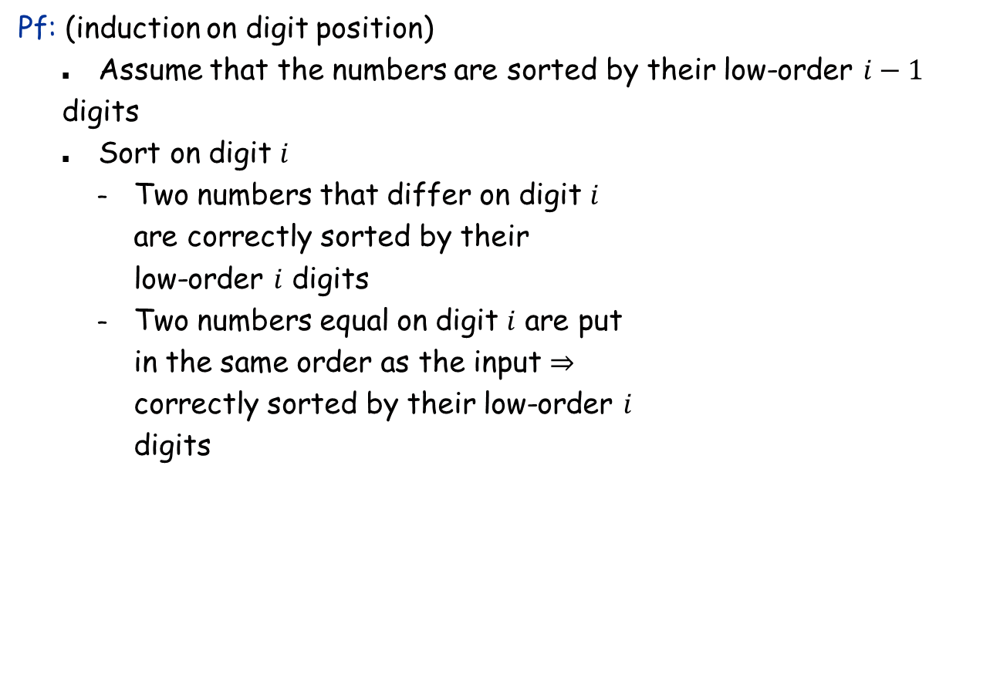 Pf: (induction on digit position)
▪ Assume that the numbers are sorted by their low-order i − 1
digits
▪ Sort on digit i
- Two numbers that differ on digit i
are correctly sorted by their
low-order i digits
- Two numbers equal on digit i are put
in the same order as the input ⇒
correctly sorted by their low-order i
digits